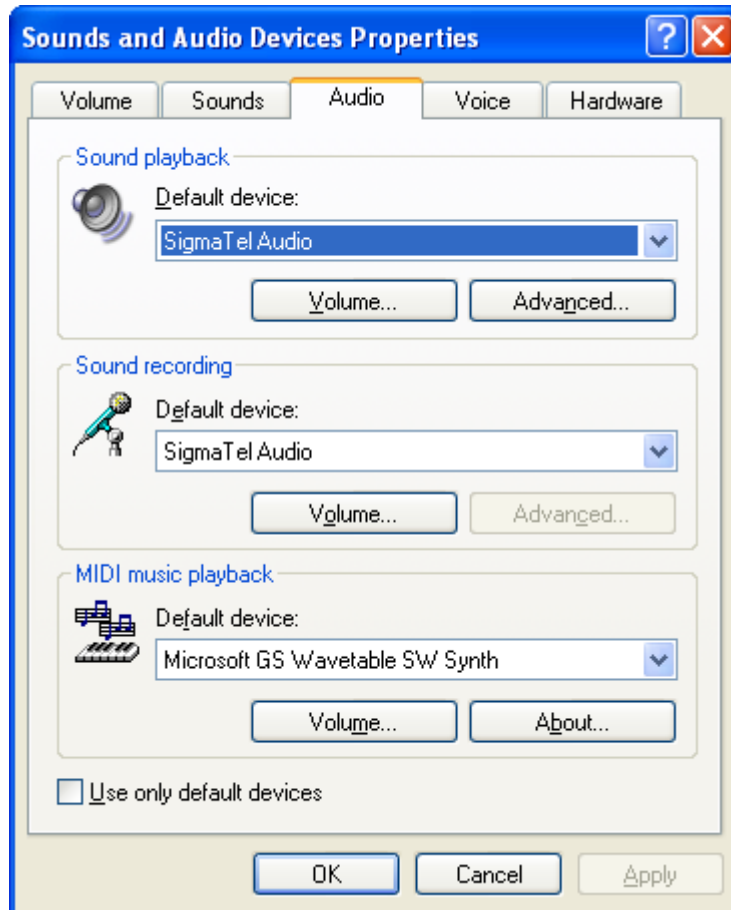 Sounds and Audio Devices Properties
Volume Sounds Audio Voice Hardware
Sound playback
Default device:
SigmaTel Audio
Volume... Advanced...
Sound recording
Default device:
SigmaTel Audio
Volume... Advanced...
MIDI music playback
Default device:
Microsoft GS Wavetable SW Synth
Volume... About...
Use only default devices
OK Cancel Apply